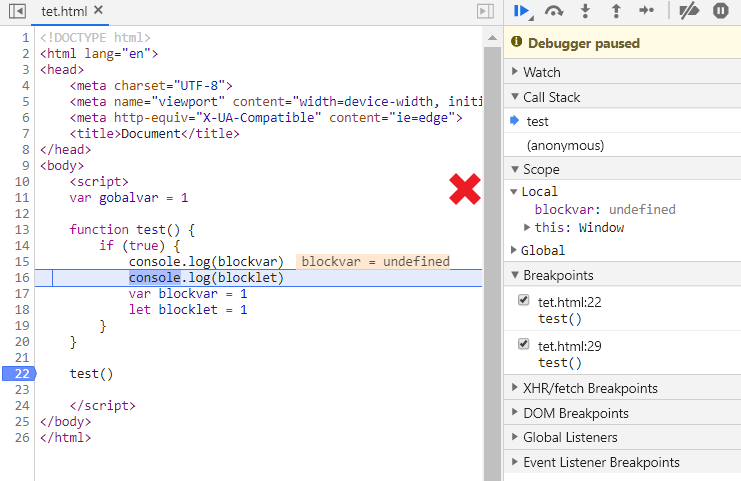 tet.html
1 <!DOCTYPE html>
2 <html lang="en">
3 <head>
4 <meta charset="UTF-8">
5 <meta name="viewport" content="width=device-width, initi
6 <meta http-equiv="X-UA-Compatible" content="ie=edge">
7 <title>Document</title>
8 </head>
9 <body>
10 <script>
11 var gobalvar = 1
12
13 function test() {
14 if (true) {
15 console.log(blockvar) blockvar = undefined
16 console.log(blocklet)
17 var blockvar = 1
18 let blocklet = 1
19 }
20 }
21
22 test()
23
24 </script>
25 </body>
26 </html>
Debugger paused
Watch
Call Stack
test
(anonymous)
Scope
Local
blockvar: undefined
this: Window
Global
Breakpoints
tet.html:22
test()
tet.html:29
test()
XHR/fetch Breakpoints
DOM Breakpoints
Global Listeners
Event Listener Breakpoints